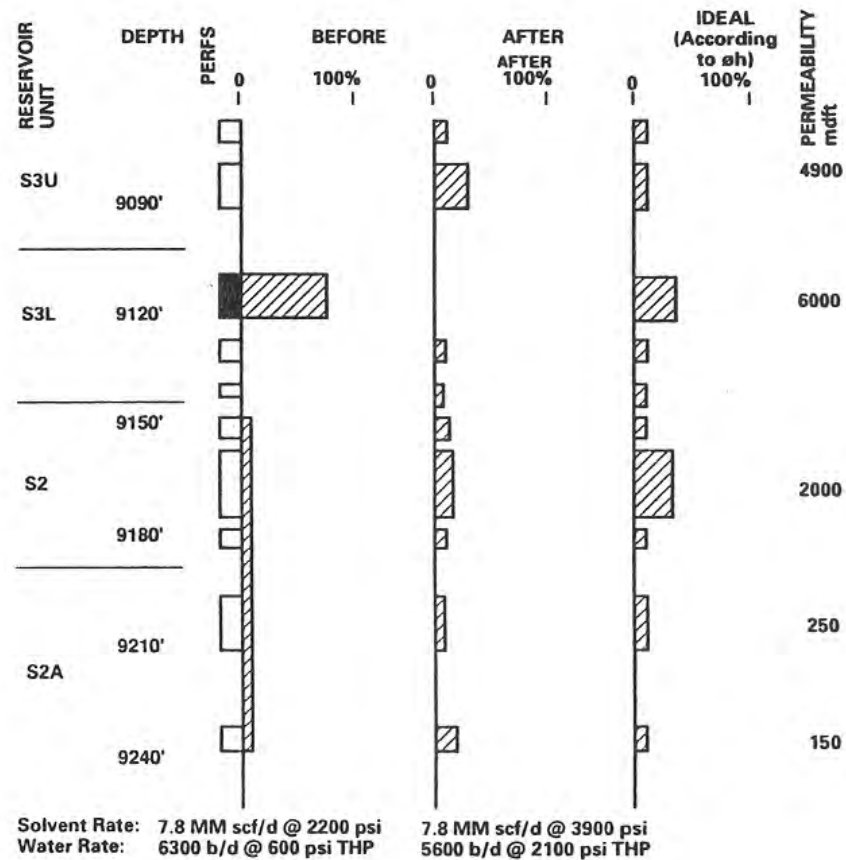 RESERVOIR UNIT
DEPTH
PERFS
BEFORE
AFTER
AFTER
IDEAL
(According
to øh)
PERMEABILITY
mdft
0 100% 0 100% 0 100%
S3U 4900
9090'
S3L 9120' 6000
9150'
S2 2000
9180'
250
9210'
S2A
150
9240'
Solvent Rate: 7.8 MM scf/d @ 2200 psi 7.8 MM scf/d @ 3900 psi
Water Rate: 6300 b/d @ 600 psi THP 5600 b/d @ 2100 psi THP